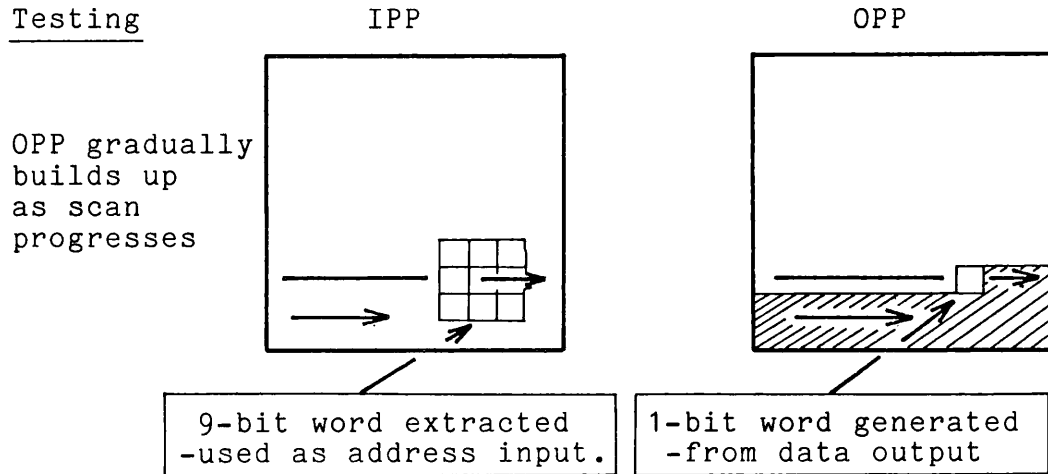 Testing
IPP
OPP
OPP gradually
builds up
as scan
progresses
9-bit word extracted
-used as address input.
1-bit word generated
-from data output